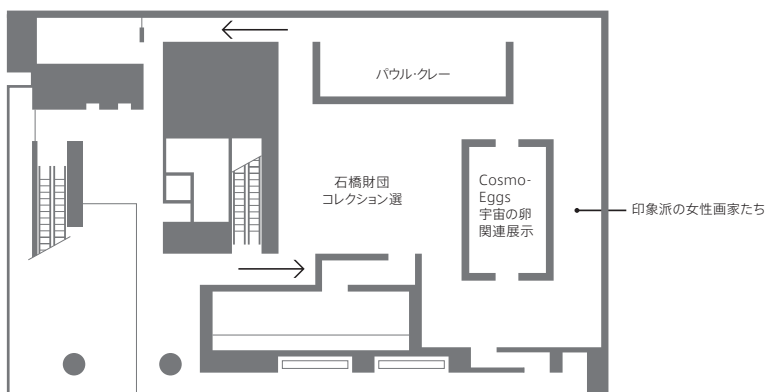 パウル・クレー
石橋財団
コレクション選
Cosmo-
Eggs
宇宙の卵
関連展示
印象派の女性画家たち